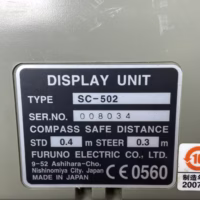 DISPLAY UNIT
TYPE SC-502
SER.NO. 008034
COMPASS SAFE DISTANCE
STD 0.4 m STEER 0.3 m
FURUNO ELECTRIC CO., LTD.
9-52 Ashihara-Cho,
Nishinomiya City, Japan
MADE IN JAPAN
CE 0560
10
2007